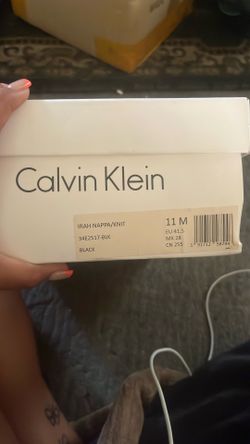 Calvin Klein
IRAH NAPPA/KNIT
34E2517-BLK
BLACK
11 M
EU 41.5
MX 28
CN 255